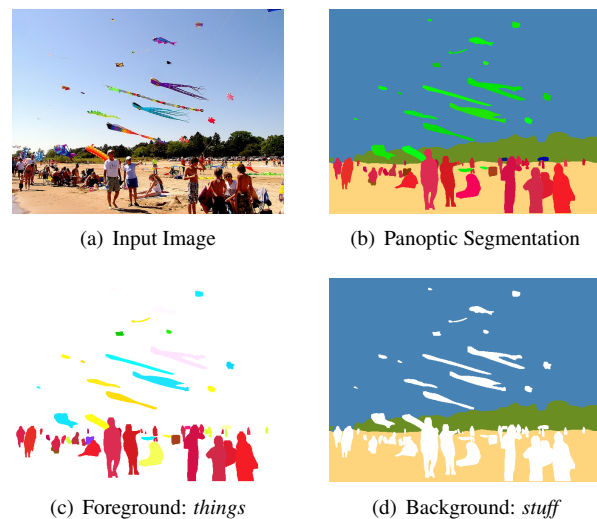 (a) Input Image
(b) Panoptic Segmentation
(c) Foreground: things
(d) Background: stuff